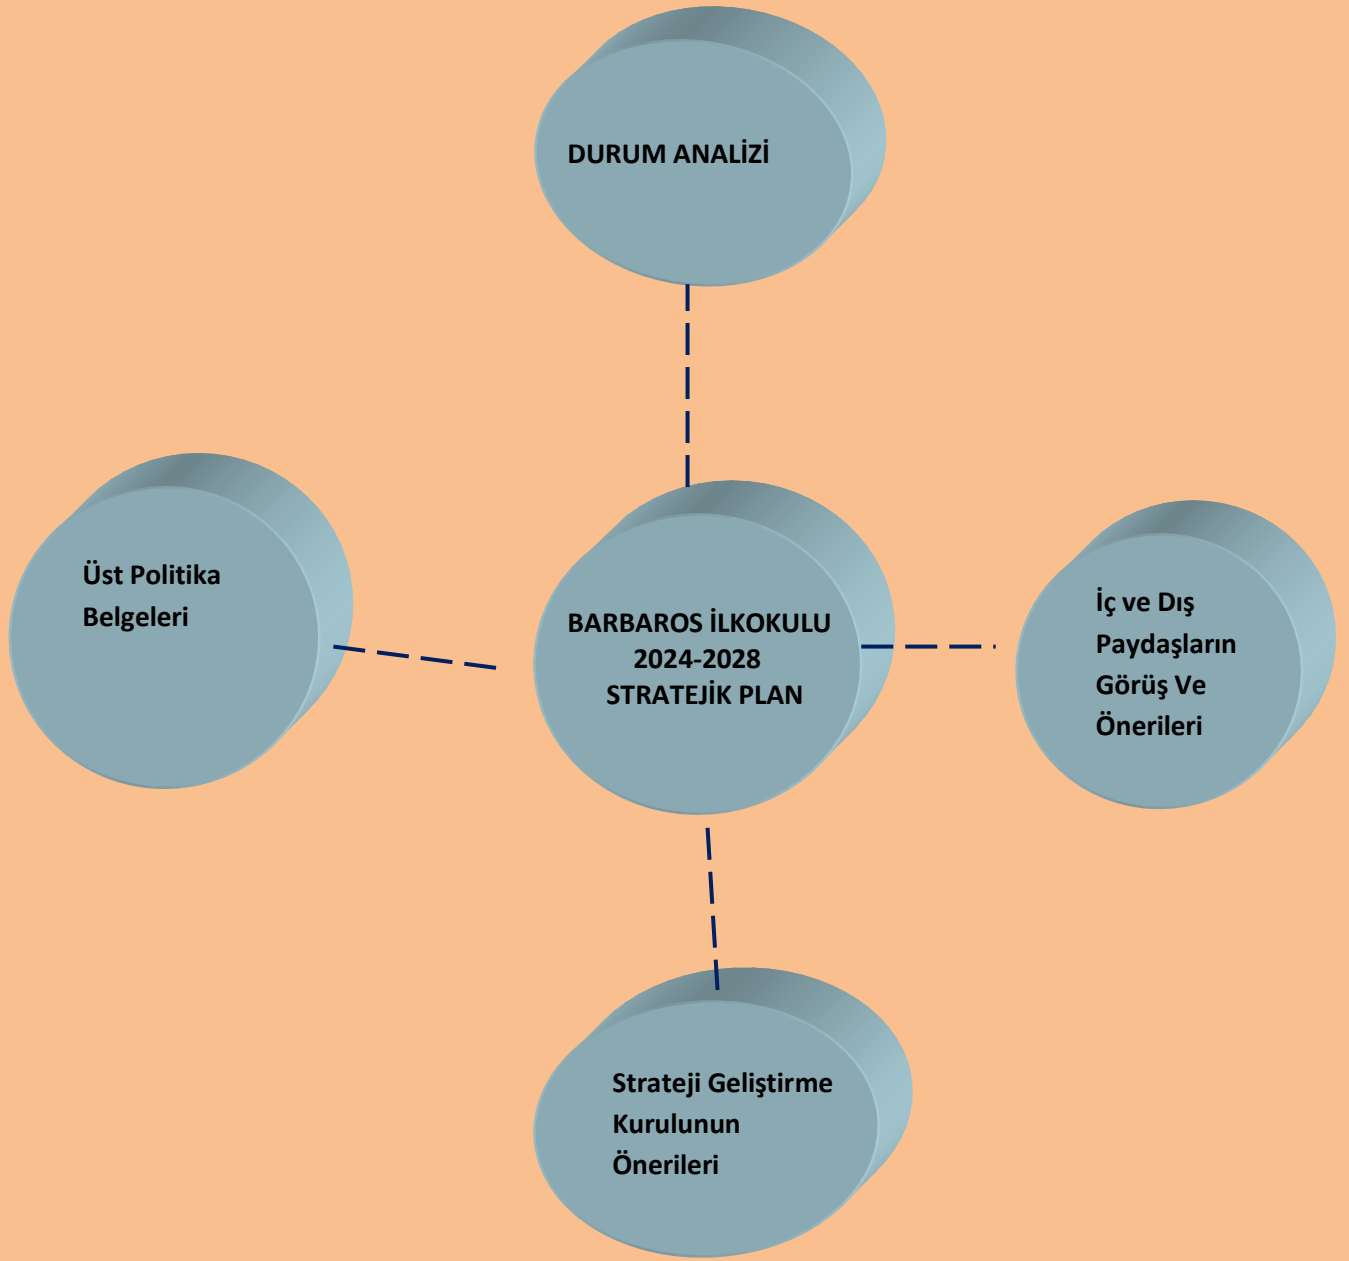 DURUM ANALİZİ
Üst Politika
Belgeleri
BARBAROS İLKOKULU
2024-2028
STRATEJİK PLAN
İç ve Dış
Paydaşların
Görüş Ve
Önerileri
Strateji Geliştirme
Kurulunun
Önerileri